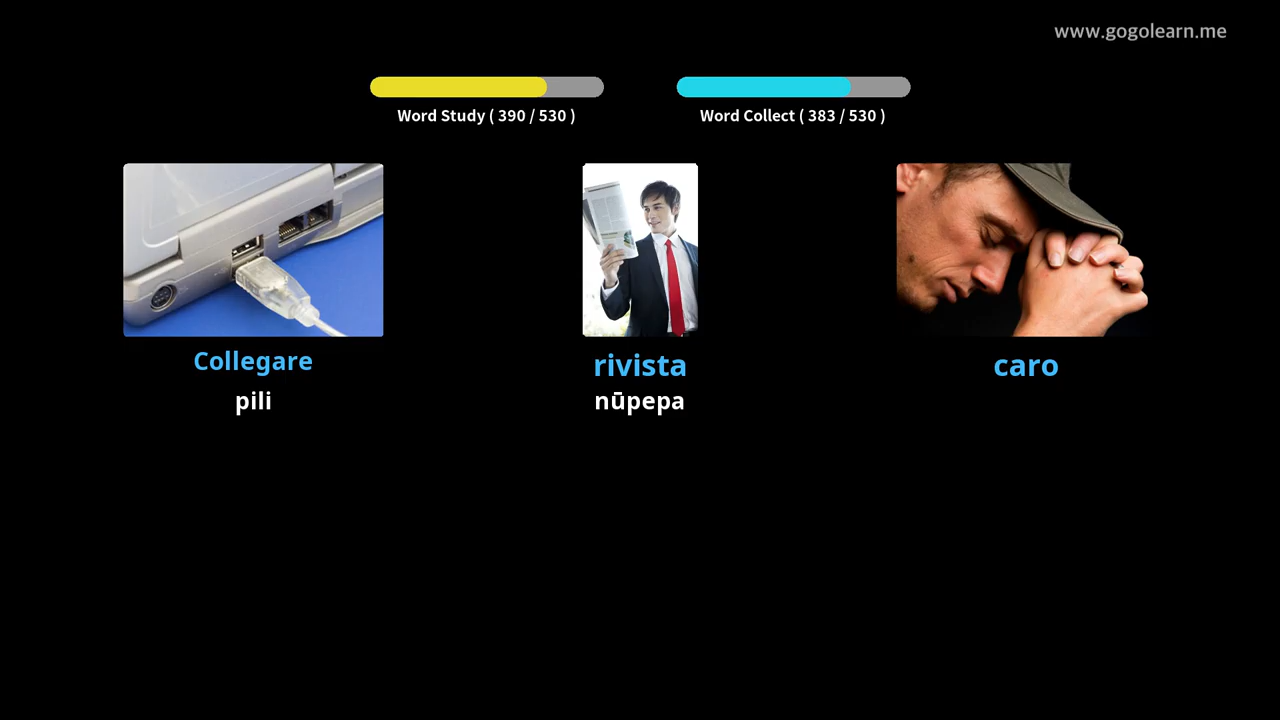 www.gogolearn.me
Word Study ( 390 / 530 )
Word Collect ( 383 / 530 )
Collegare
pili
rivista
nūpepa
caro